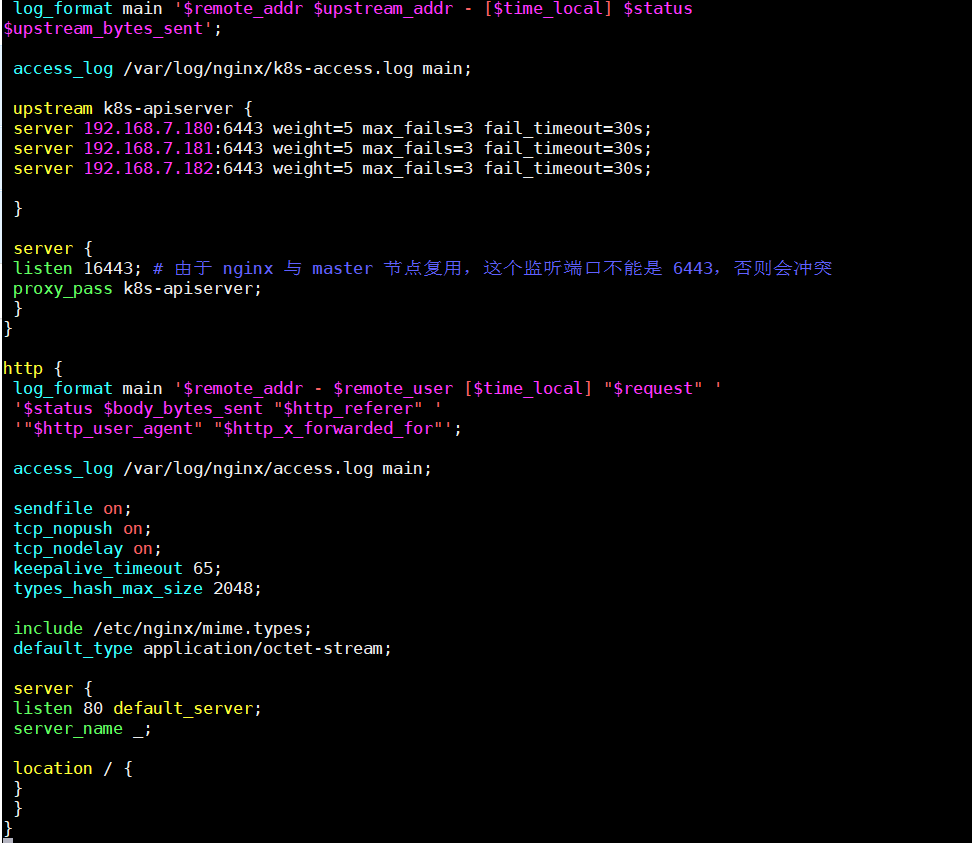 log_format main '$remote_addr $upstream_addr - [$time_local] $status
$upstream_bytes_sent';
access_log /var/log/nginx/k8s-access.log main;
upstream k8s-apiserver {
server 192.168.7.180:6443 weight=5 max_fails=3 fail_timeout=30s;
server 192.168.7.181:6443 weight=5 max_fails=3 fail_timeout=30s;
server 192.168.7.182:6443 weight=5 max_fails=3 fail_timeout=30s;
}
server {
listen 16443; # 由于 nginx 与 master 节点复用，这个监听端口不能是 6443，否则会冲突
proxy_pass k8s-apiserver;
}
}
http {
log_format main '$remote_addr - $remote_user [$time_local] "$request" '
'$status $body_bytes_sent "$http_referer" '
'"$http_user_agent" "$http_x_forwarded_for"';
access_log /var/log/nginx/access.log main;
sendfile on;
tcp_nopush on;
tcp_nodelay on;
keepalive_timeout 65;
types_hash_max_size 2048;
include /etc/nginx/mime.types;
default_type application/octet-stream;
server {
listen 80 default_server;
server_name _;
location / {
}
}
}